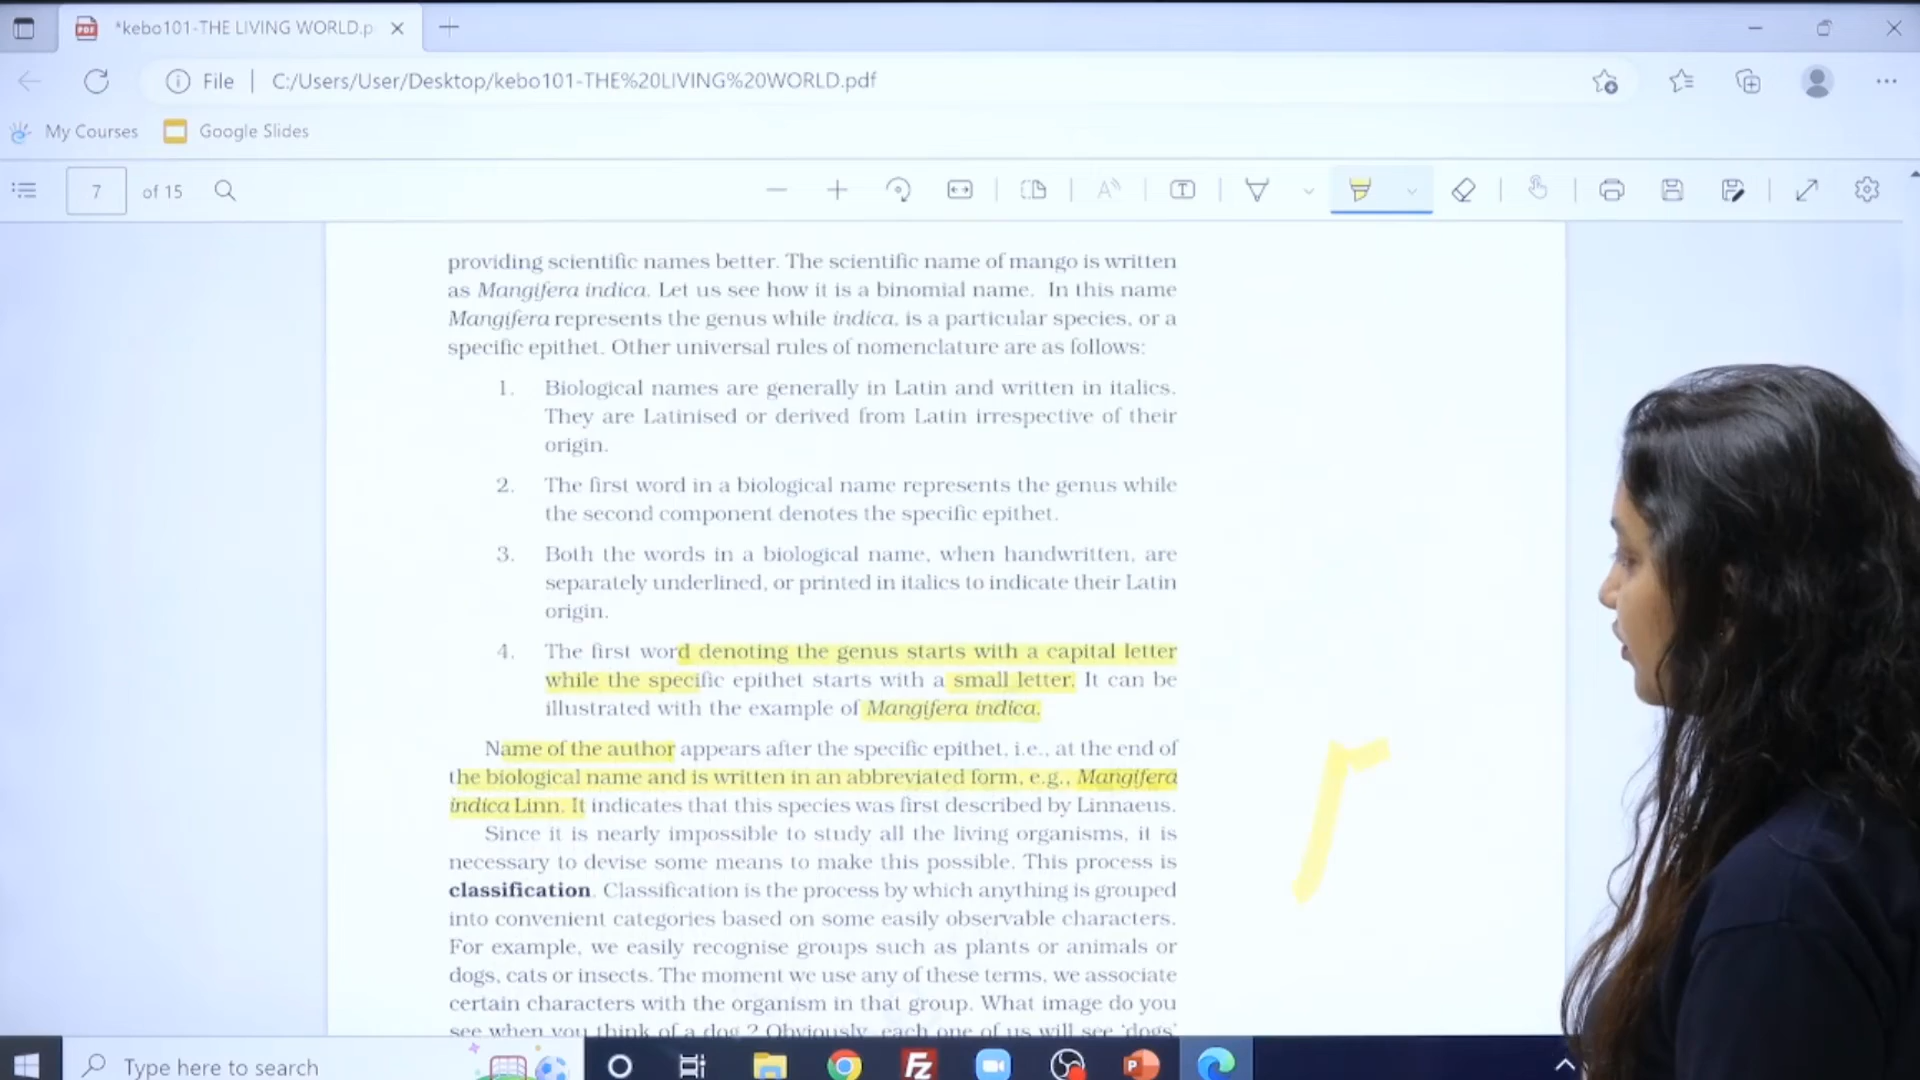 *kebo101-THE LIVING WORLD.p
File
C:/Users/User/Desktop/kebo101-THE%20LIVING%20WORLD.pdf
My Courses
Google Slides
7
of 15
providing scientific names better. The scientific name of mango is written
as Mangifera indica. Let us see how it is a binomial name. In this name
Mangifera represents the genus while indica, is a particular species, or a
specific epithet. Other universal rules of nomenclature are as follows:
1. Biological names are generally in Latin and written in italics.
They are Latinised or derived from Latin irrespective of their
origin.
2. The first word in a biological name represents the genus while
the second component denotes the specific epithet.
3. Both the words in a biological name, when handwritten, are
separately underlined, or printed in italics to indicate their Latin
origin.
4. The first word denoting the genus starts with a capital letter
while the specific epithet starts with a small letter. It can be
illustrated with the example of Mangifera indica.
Name of the author appears after the specific epithet, i.e., at the end of
the biological name and is written in an abbreviated form, e.g., Mangifera
indica Linn. It indicates that this species was first described by Linnaeus.
Since it is nearly impossible to study all the living organisms, it is
necessary to devise some means to make this possible. This process is
classification. Classification is the process by which anything is grouped
into convenient categories based on some easily observable characters.
For example, we easily recognise groups such as plants or animals or
dogs, cats or insects. The moment we use any of these terms, we associate
certain characters with the organism in that group. What image do you
see when you think of a dog ? Obviously, each one of us will see 'dogs'
Type here to search